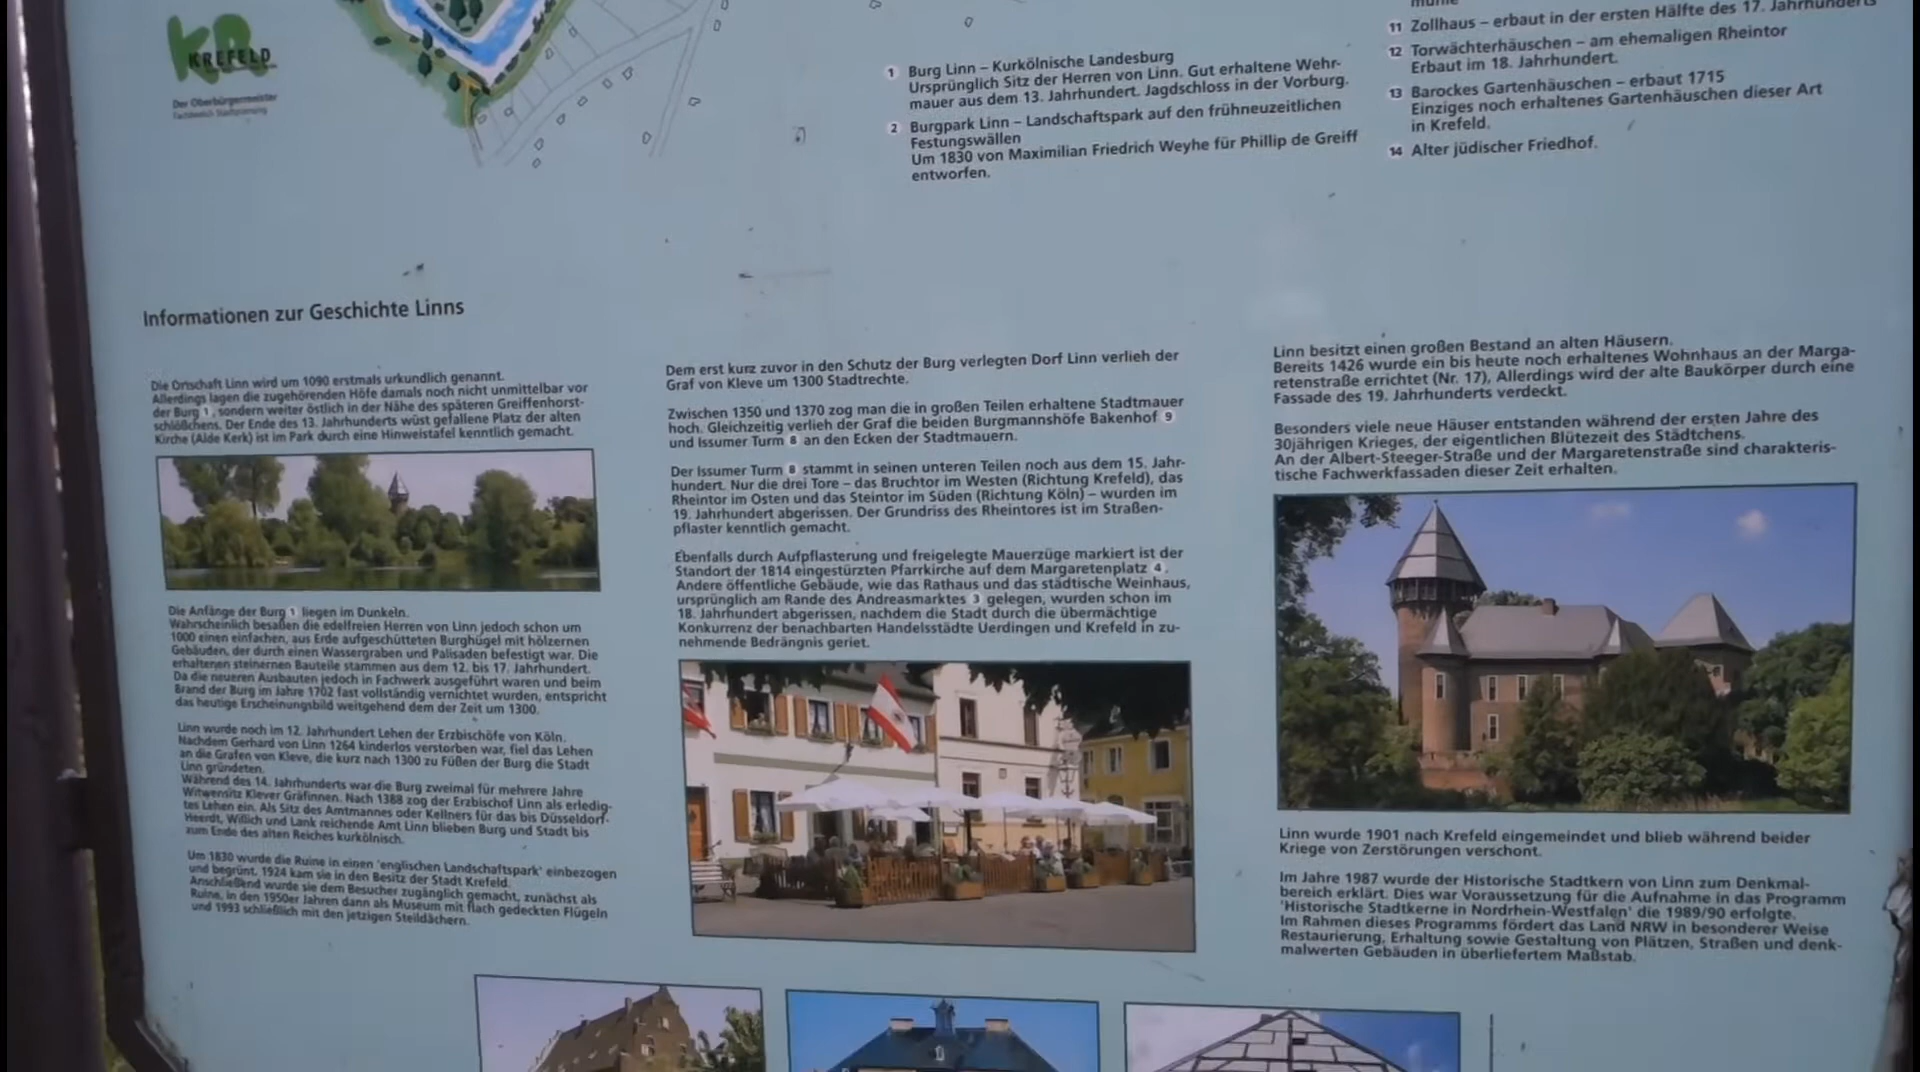 KR
KREFELD
Der Oberbürgermeister
Fachbereich Stadtplanung
1 Burg Linn – Kurkölnische Landesburg
Ursprünglich Sitz der Herren von Linn. Gut erhaltene Wehr-
mauer aus dem 13. Jahrhundert. Jagdschloss in der Vorburg.
2 Burgpark Linn – Landschaftspark auf den frühneuzeitlichen
Festungswällen
Um 1830 von Maximilian Friedrich Weyhe für Phillip de Greiff
entworfen.
11 Zollhaus – erbaut in der ersten Hälfte des 17. Jahrhunderts
12 Torwächterhäuschen – am ehemaligen Rheintor
Erbaut im 18. Jahrhundert.
13 Barockes Gartenhäuschen – erbaut 1715
Einziges noch erhaltenes Gartenhäuschen dieser Art
in Krefeld.
14 Alter jüdischer Friedhof.
Informationen zur Geschichte Linns
Die Ortschaft Linn wird um 1090 erstmals urkundlich genannt.
Allerdings lagen die zugehörenden Höfe damals noch nicht unmittelbar vor
der Burg 1, sondern weiter östlich in der Nähe des späteren Greiffenhorst-
schlößchens. Der Ende des 13. Jahrhunderts wüst gefallene Platz der alten
Kirche (Alde Kerk) ist im Park durch eine Hinweistafel kenntlich gemacht.
Die Anfänge der Burg 1 liegen im Dunkeln.
Wahrscheinlich besaßen die edelfreien Herren von Linn jedoch schon um
1000 einen einfachen, aus Erde aufgeschütteten Burghügel mit hölzernen
Gebäuden, der durch einen Wassergraben und Palisaden befestigt war. Die
erhaltenen steinernen Bauteile stammen aus dem 12. bis 17. Jahrhundert.
Da die neueren Ausbauten jedoch in Fachwerk ausgeführt waren und beim
Brand der Burg im Jahre 1702 fast vollständig vernichtet wurden, entspricht
das heutige Erscheinungsbild weitgehend dem der Zeit um 1300.
Linn wurde noch im 12. Jahrhundert Lehen der Erzbischöfe von Köln.
Nachdem Gerhard von Linn 1264 kinderlos verstorben war, fiel das Lehen
an die Grafen von Kleve, die kurz nach 1300 zu Füßen der Burg die Stadt
Linn gründeten.
Während des 14. Jahrhunderts war die Burg zweimal für mehrere Jahre
Witwensitz Klever Gräfinnen. Nach 1388 zog der Erzbischof Linn als erledig-
tes Lehen ein. Als Sitz des Amtmannes oder Kellners für das bis Düsseldorf-
Heerdt, Willich und Lank reichende Amt Linn blieben Burg und Stadt bis
zum Ende des alten Reiches kurkölnisch.
Um 1830 wurde die Ruine in einen 'englischen Landschaftspark' einbezogen
und begrünt. 1924 kam sie in den Besitz der Stadt Krefeld.
Anschließend wurde sie dem Besucher zugänglich gemacht, zunächst als
Ruine, in den 1950er Jahren dann als Museum mit flach gedeckten Flügeln
und 1993 schließlich mit den jetzigen Steildächern.
Dem erst kurz zuvor in den Schutz der Burg verlegten Dorf Linn verlieh der
Graf von Kleve um 1300 Stadtrechte.
Zwischen 1350 und 1370 zog man die in großen Teilen erhaltene Stadtmauer
hoch. Gleichzeitig verlieh der Graf die beiden Burgmannshöfe Bakenhof 9
und Issumer Turm 8 an den Ecken der Stadtmauern.
Der Issumer Turm 8 stammt in seinen unteren Teilen noch aus dem 15. Jahr-
hundert. Nur die drei Tore – das Bruchtor im Westen (Richtung Krefeld), das
Rheintor im Osten und das Steintor im Süden (Richtung Köln) – wurden im
19. Jahrhundert abgerissen. Der Grundriss des Rheintores ist im Straßen-
pflaster kenntlich gemacht.
Ebenfalls durch Aufpflasterung und freigelegte Mauerzüge markiert ist der
Standort der 1814 eingestürzten Pfarrkirche auf dem Margaretenplatz 4.
Andere öffentliche Gebäude, wie das Rathaus und das städtische Weinhaus,
ursprünglich am Rande des Andreasmarktes 3 gelegen, wurden schon im
18. Jahrhundert abgerissen, nachdem die Stadt durch die übermächtige
Konkurrenz der benachbarten Handelsstädte Uerdingen und Krefeld in zu-
nehmende Bedrängnis geriet.
Linn besitzt einen großen Bestand an alten Häusern.
Bereits 1426 wurde ein bis heute noch erhaltenes Wohnhaus an der Marga-
retenstraße errichtet (Nr. 17), Allerdings wird der alte Baukörper durch eine
Fassade des 19. Jahrhunderts verdeckt.
Besonders viele neue Häuser entstanden während der ersten Jahre des
30jährigen Krieges, der eigentlichen Blütezeit des Städtchens.
An der Albert-Steeger-Straße und der Margaretenstraße sind charakteris-
tische Fachwerkfassaden dieser Zeit erhalten.
Linn wurde 1901 nach Krefeld eingemeindet und blieb während beider
Kriege von Zerstörungen verschont.
Im Jahre 1987 wurde der Historische Stadtkern von Linn zum Denkmal-
bereich erklärt. Dies war Voraussetzung für die Aufnahme in das Programm
'Historische Stadtkerne in Nordrhein-Westfalen' die 1989/90 erfolgte.
Im Rahmen dieses Programms fördert das Land NRW in besonderer Weise
Restaurierung, Erhaltung sowie Gestaltung von Plätzen, Straßen und denk-
malwerten Gebäuden in überliefertem Maßstab.